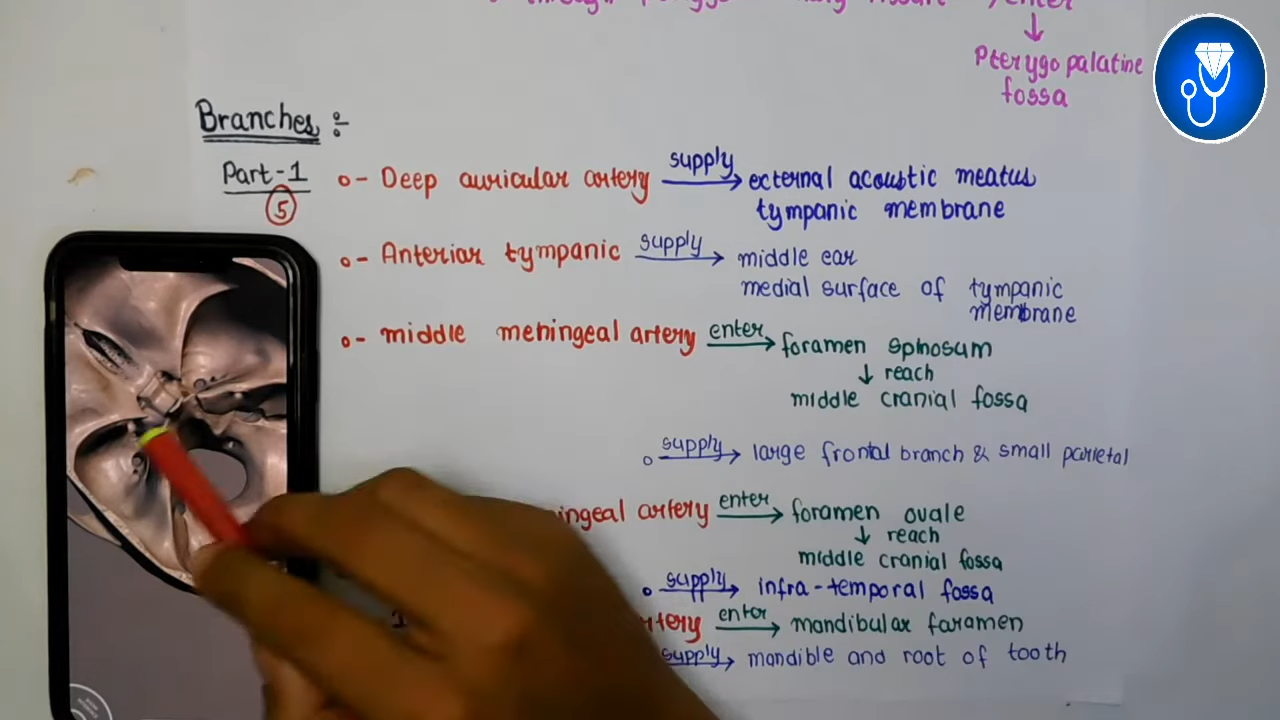 Pterygo palatine
fossa
Branches :-
Part-1
5
o- Deep auricular artery supply → external acoustic meatus
tympanic membrane
o- Anterior tympanic supply → middle ear
medial surface of tympanic
membrane
o- middle meningeal artery enter → foramen spinosum
↓ reach
middle cranial fossa
o supply → large frontal branch & small parietal
ingeal artery enter → foramen ovale
↓ reach
middle cranial fossa
o supply → infra-temporal fossa
rtery enter → mandibular foramen
supply → mandible and root of tooth